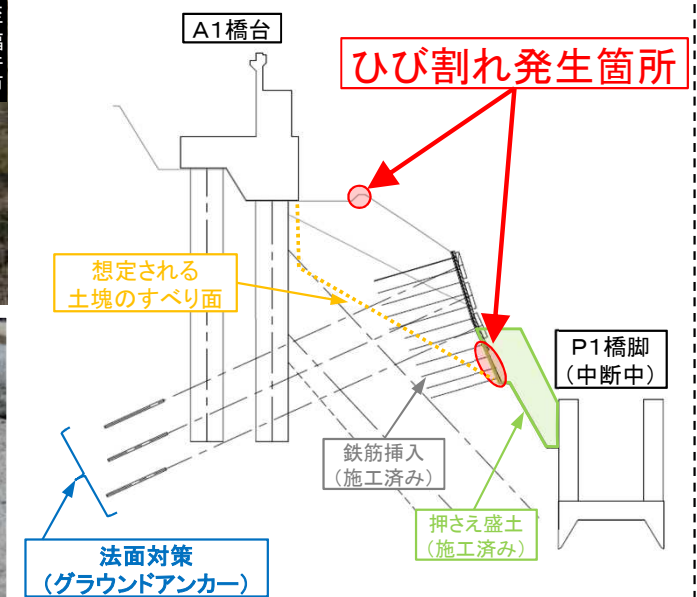 A1橋台
ひび割れ発生箇所
想定される
土塊のすべり面
P1橋脚
(中断中)
鉄筋挿入
(施工済み)
押さえ盛土
(施工済み)
法面対策
(グラウンドアンカー)